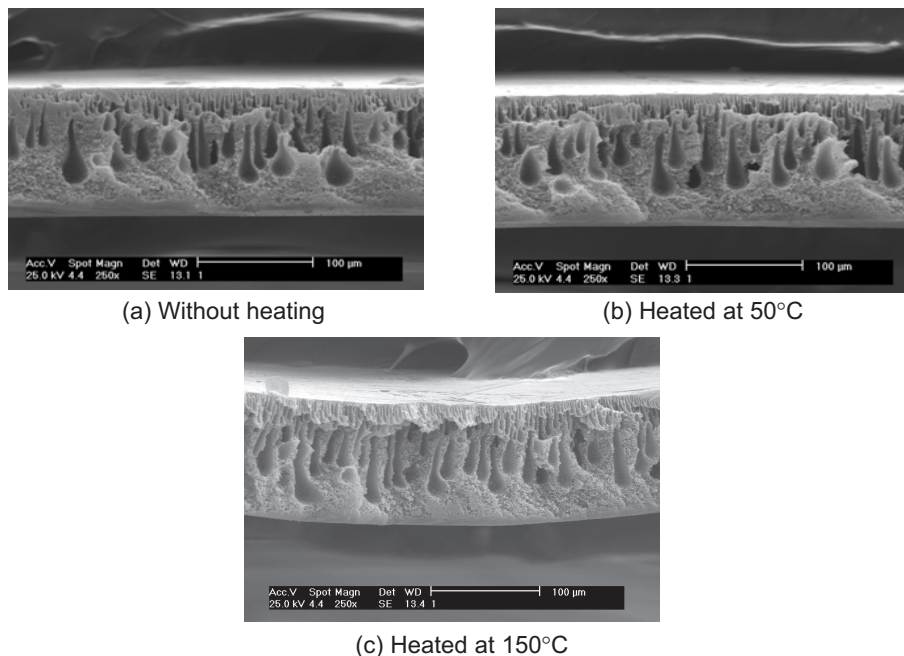 Acc.V Spot Magn Det WD 100 µm
25.0 kV 4.4 250x SE 13.1 1
(a) Without heating
Acc.V Spot Magn Det WD 100 µm
25.0 kV 4.4 250x SE 13.3 1
(b) Heated at 50°C
Acc.V Spot Magn Det WD 100 µm
25.0 kV 4.4 250x SE 13.4 1
(c) Heated at 150°C